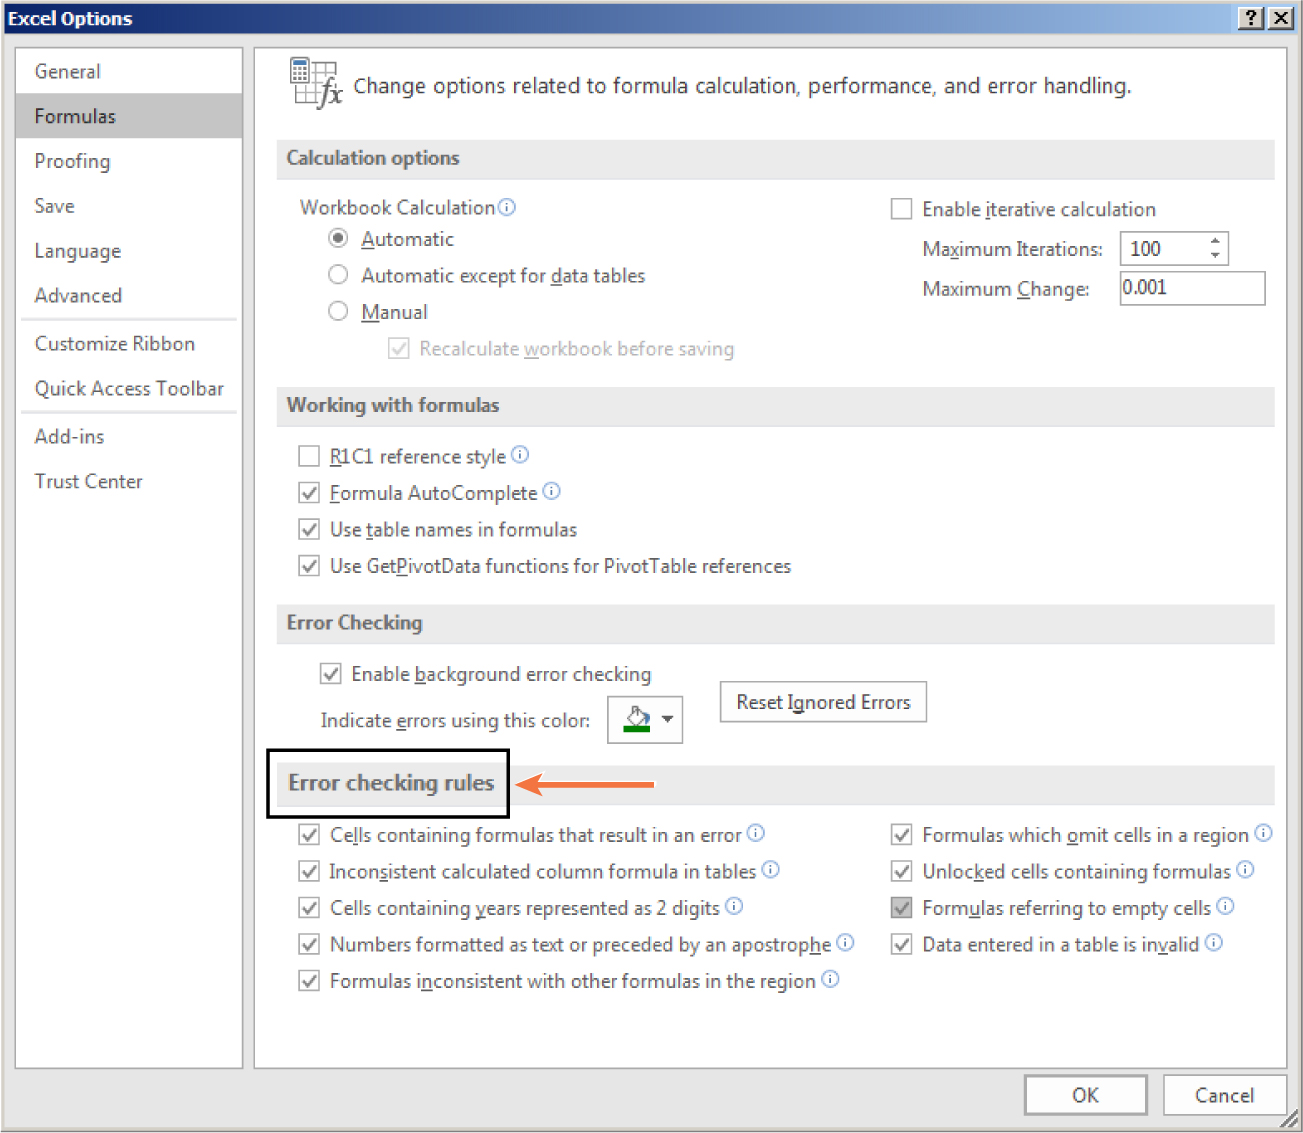 Excel Options
General
Formulas
Proofing
Save
Language
Advanced
Customize Ribbon
Quick Access Toolbar
Add-ins
Trust Center
Change options related to formula calculation, performance, and error handling.
Calculation options
Workbook Calculation
Automatic
Automatic except for data tables
Manual
Recalculate workbook before saving
Enable iterative calculation
Maximum Iterations: 100
Maximum Change: 0.001
Working with formulas
R1C1 reference style
Formula AutoComplete
Use table names in formulas
Use GetPivotData functions for PivotTable references
Error Checking
Enable background error checking
Indicate errors using this color:
Reset Ignored Errors
Error checking rules
Cells containing formulas that result in an error
Inconsistent calculated column formula in tables
Cells containing years represented as 2 digits
Numbers formatted as text or preceded by an apostrophe
Formulas inconsistent with other formulas in the region
Formulas which omit cells in a region
Unlocked cells containing formulas
Formulas referring to empty cells
Data entered in a table is invalid
OK
Cancel